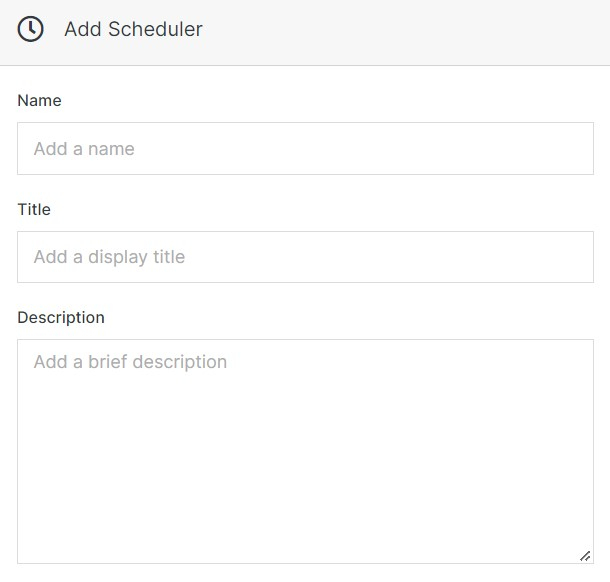 Add Scheduler
Name
Add a name
Title
Add a display title
Description
Add a brief description